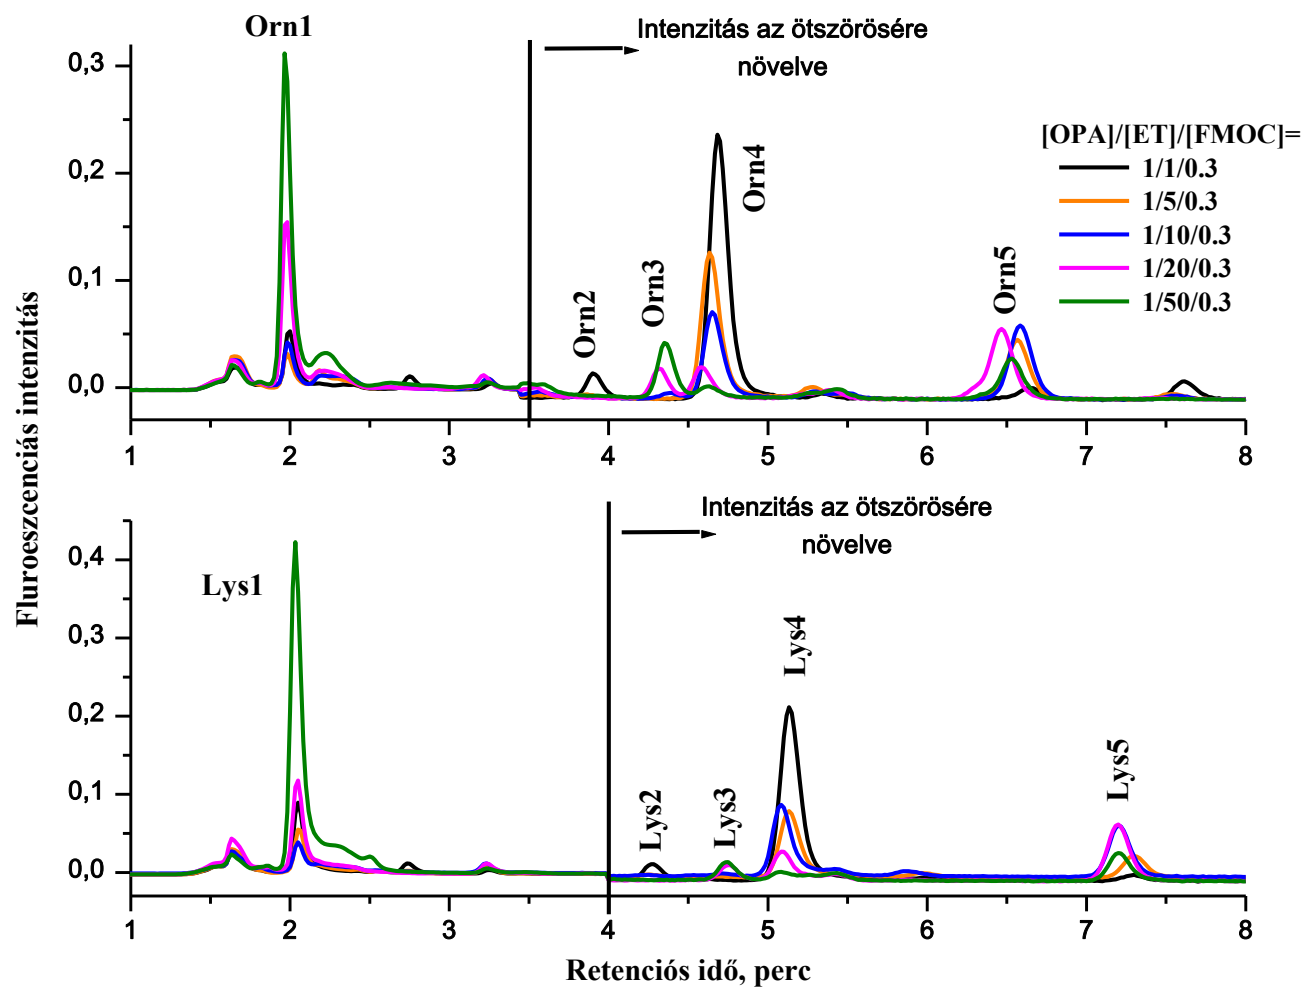 Orn1
Intenzitás az ötszörösére
növelve
[OPA]/[ET]/[FMOC]=
1/1/0.3
1/5/0.3
1/10/0.3
1/20/0.3
1/50/0.3
Orn2
Orn3
Orn4
Orn5
0,3
0,2
0,1
0,0
1 2 3 4 5 6 7 8
Fluroeszcenciás intenzitás
Intenzitás az ötszörösére
növelve
Lys1
Lys2
Lys3
Lys4
Lys5
0,4
0,3
0,2
0,1
0,0
1 2 3 4 5 6 7 8
Retenciós idő, perc